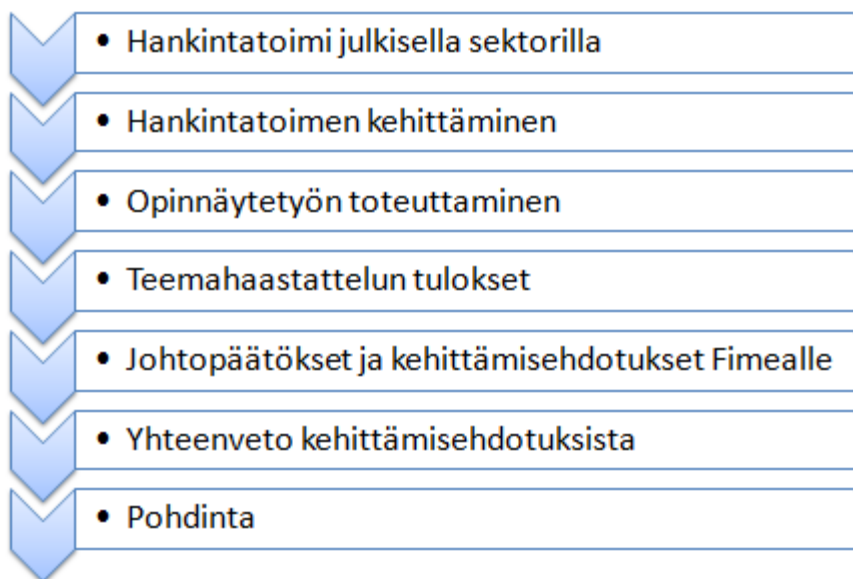 • Hankintatoimi julkisella sektorilla
• Hankintatoimen kehittäminen
• Opinnäytetyön toteuttaminen
• Teemahaastattelun tulokset
• Johtopäätökset ja kehittämisehdotukset Fimealle
• Yhteenveto kehittämisehdotuksista
• Pohdinta